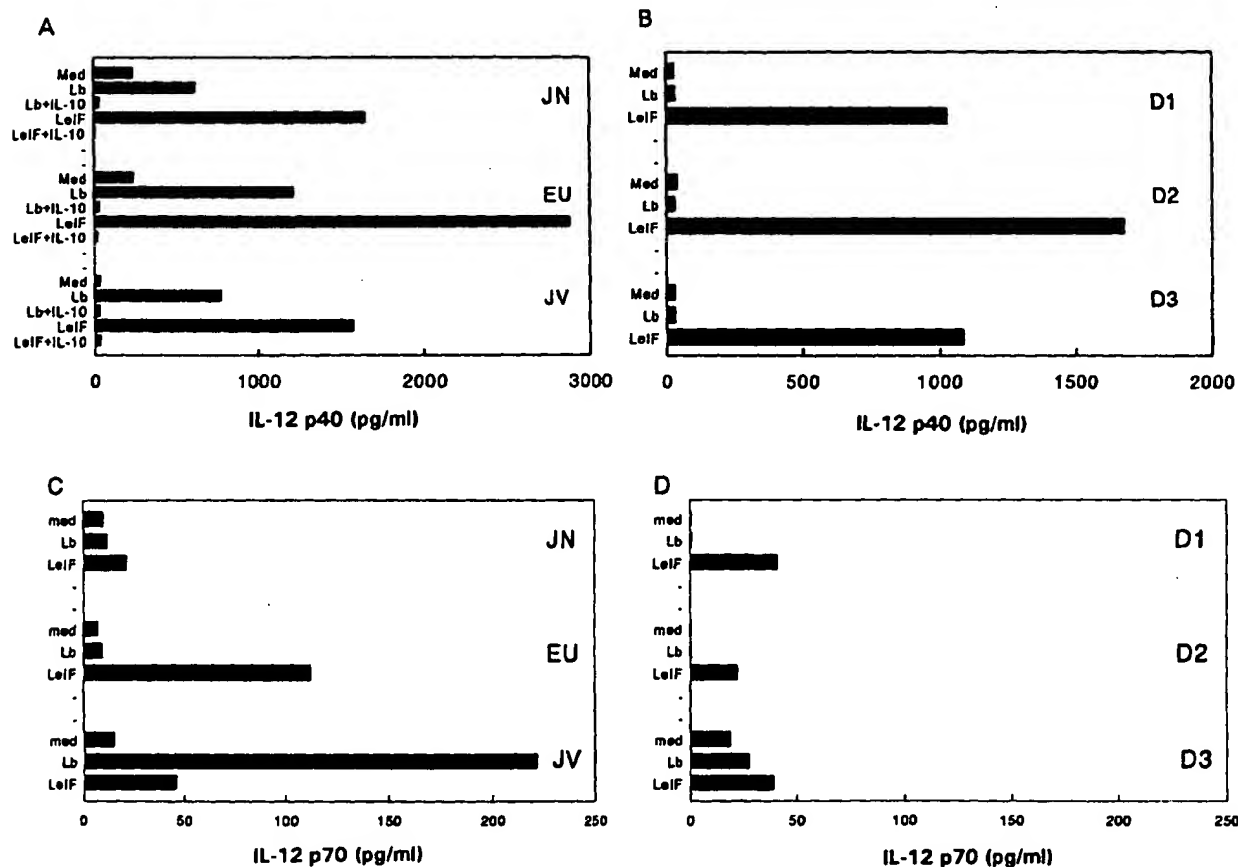 A
Med
Lb
Lb+IL-10
LeIF
LeIF+IL-10
-
-
Med
Lb
Lb+IL-10
LeIF
LeIF+IL-10
-
-
Med
Lb
Lb+IL-10
LeIF
LeIF+IL-10
JN
EU
JV
0 1000 2000 3000
IL-12 p40 (pg/ml)
B
Med
Lb
LeIF
-
-
Med
Lb
LeIF
-
-
Med
Lb
LeIF
D1
D2
D3
0 500 1000 1500 2000
IL-12 p40 (pg/ml)
C
med
Lb
LeIF
-
-
med
Lb
LeIF
-
-
med
Lb
LeIF
JN
EU
JV
0 50 100 150 200 250
IL-12 p70 (pg/ml)
D
med
Lb
LeIF
-
-
med
Lb
LeIF
-
-
med
Lb
LeIF
D1
D2
D3
0 50 100 150 200 250
IL-12 p70 (pg/ml)